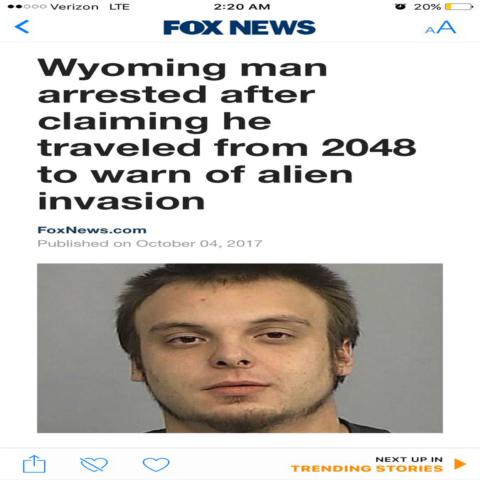 Verizon LTE 2:20 AM 20%
FOX NEWS AA
Wyoming man
arrested after
claiming he
traveled from 2048
to warn of alien
invasion
FoxNews.com
Published on October 04, 2017
NEXT UP IN
TRENDING STORIES